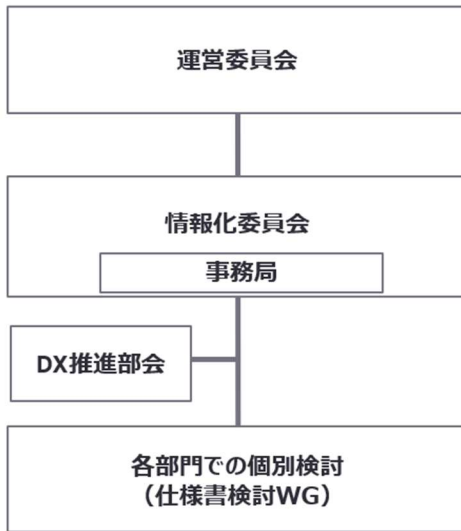 運営委員会
情報化委員会
事務局
DX推進部会
各部門での個別検討
（仕様書検討WG）